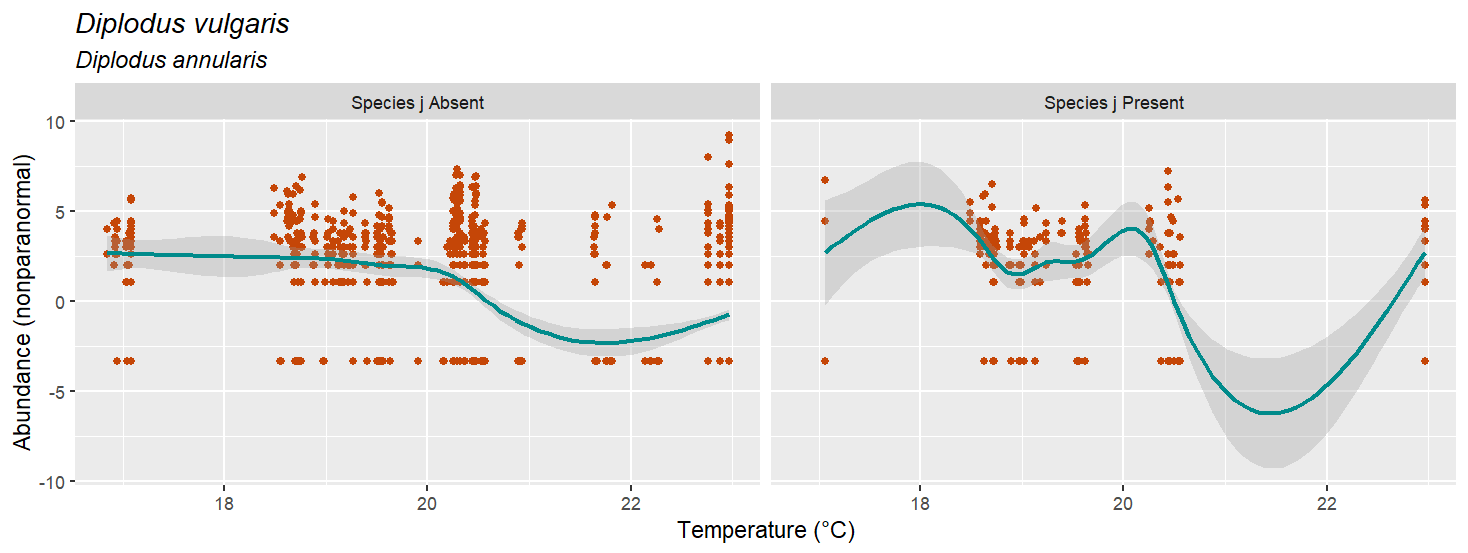 Diplodus vulgaris
Diplodus annularis
Species j Absent
Species j Present
Abundance (nonparanormal)
10
5
0
-5
-10
18
20
22
18
20
22
Temperature (°C)